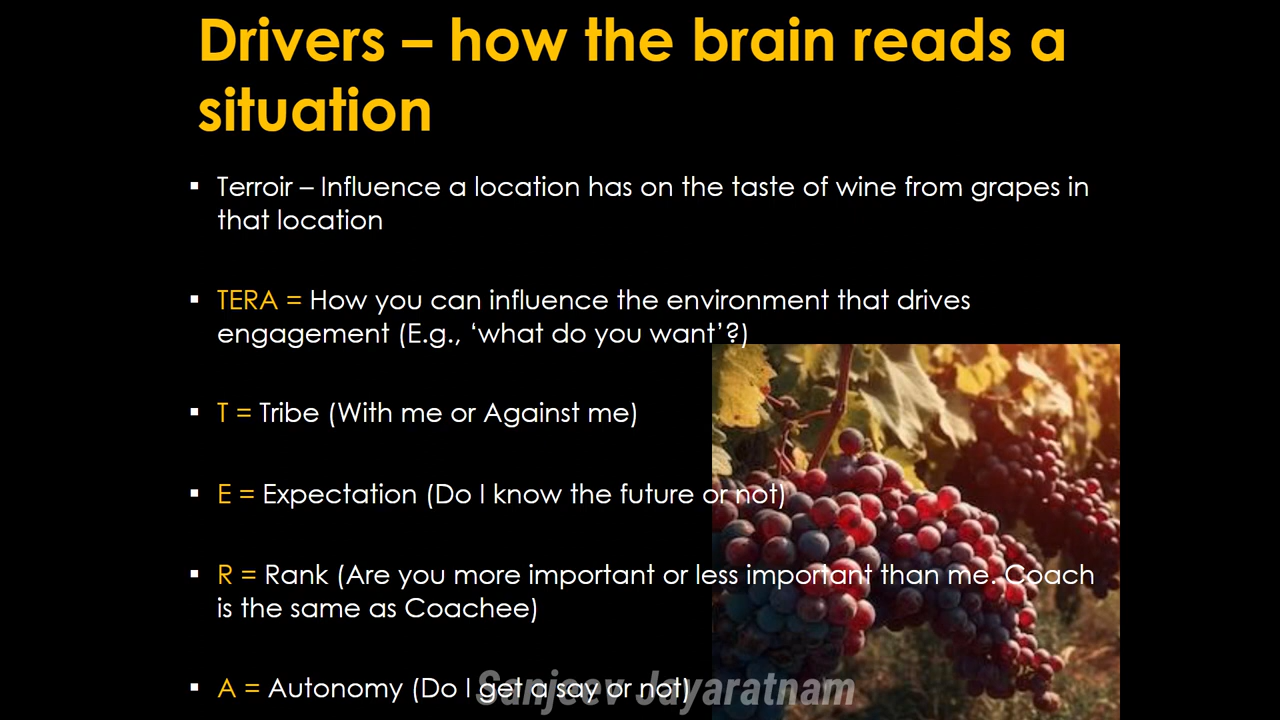 Drivers – how the brain reads a
situation
▪ Terroir – Influence a location has on the taste of wine from grapes in
that location
▪ TERA = How you can influence the environment that drives
engagement (E.g., ‘what do you want’?)
▪ T = Tribe (With me or Against me)
▪ E = Expectation (Do I know the future or not)
▪ R = Rank (Are you more important or less important than me. Coach
is the same as Coachee)
▪ A = Autonomy (Do I get a say or not)
Sanjeev Jayaratnam